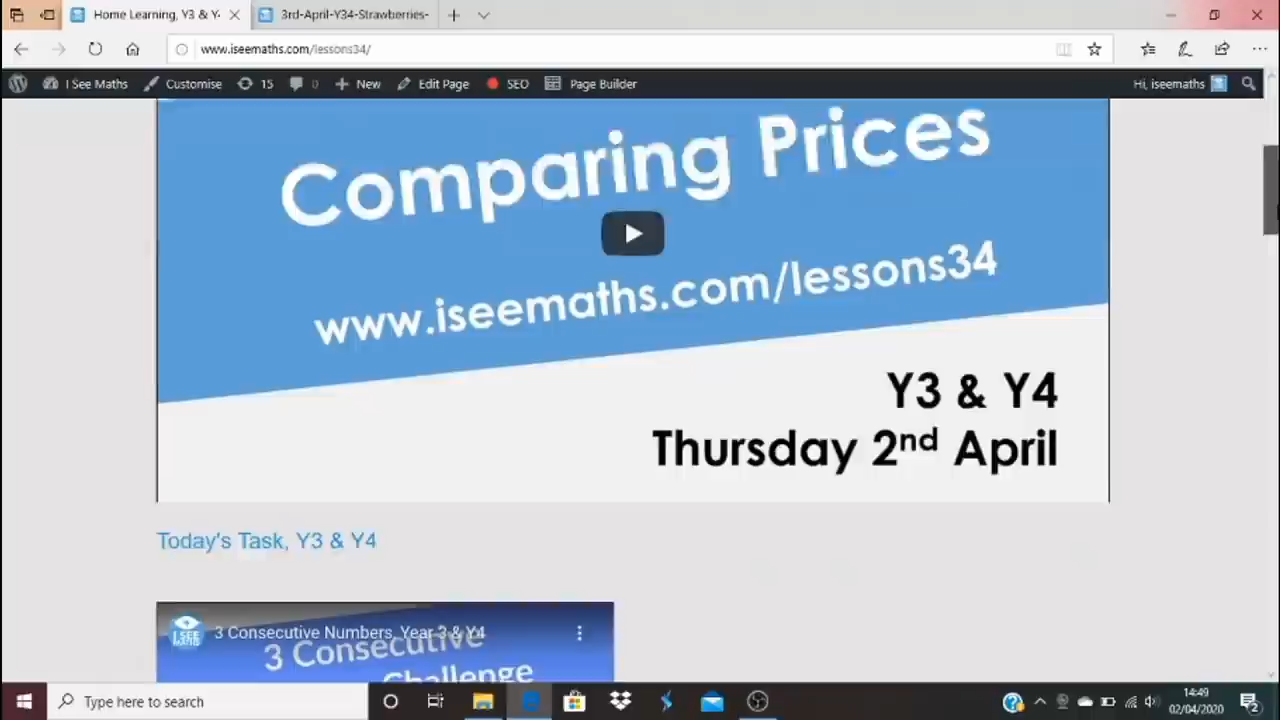 Home Learning, Y3 & Y4
3rd-April-Y34-Strawberries-
www.iseemaths.com/lessons34/
I See Maths
Customise
15
0
New
Edit Page
SEO
Page Builder
Hi, iseemaths
Comparing Prices
www.iseemaths.com/lessons34
Y3 & Y4
Thursday 2nd April
Today's Task, Y3 & Y4
I SEE
MATHS
3 Consecutive Numbers, Year 3 & Y4
3 Consecutive
Challenge
Type here to search
14:49
02/04/2020
2